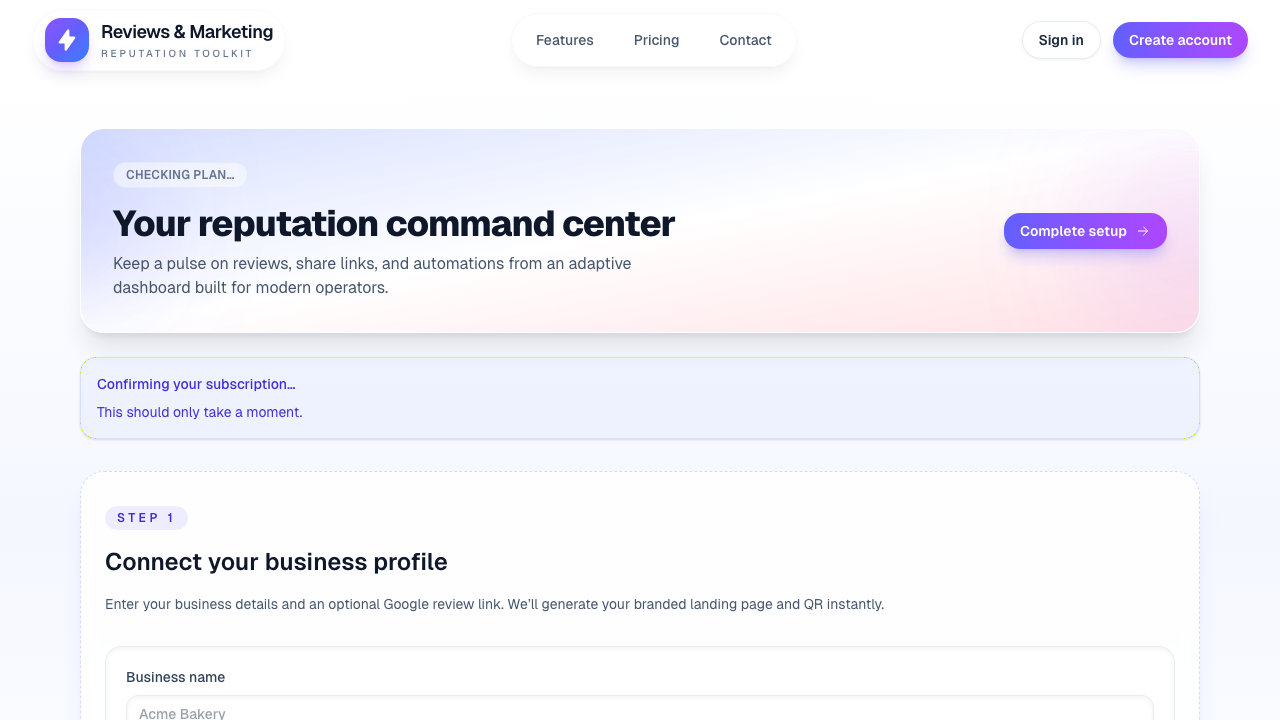 Reviews & Marketing
REPUTATION TOOLKIT
Features
Pricing
Contact
Sign in
Create account
CHECKING PLAN…
Your reputation command center
Keep a pulse on reviews, share links, and automations from an adaptive
dashboard built for modern operators.
Complete setup →
Confirming your subscription…
This should only take a moment.
STEP 1
Connect your business profile
Enter your business details and an optional Google review link. We’ll generate your branded landing page and QR instantly.
Business name
Acme Bakery